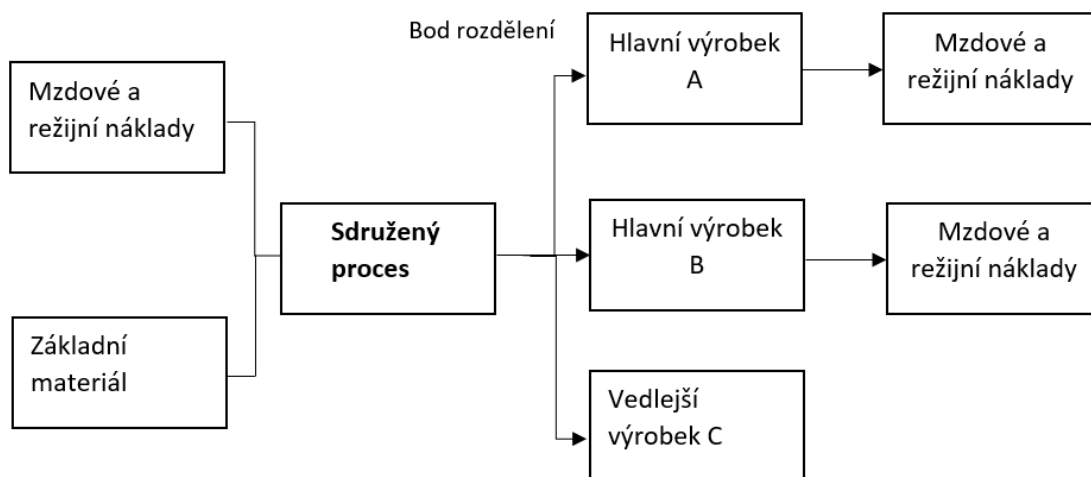 Bod rozdělení
Mzdové a
režijní náklady
Základní
materiál
Sdružený
proces
Hlavní výrobek
A
Mzdové a
režijní náklady
Hlavní výrobek
B
Mzdové a
režijní náklady
Vedlejší
výrobek C